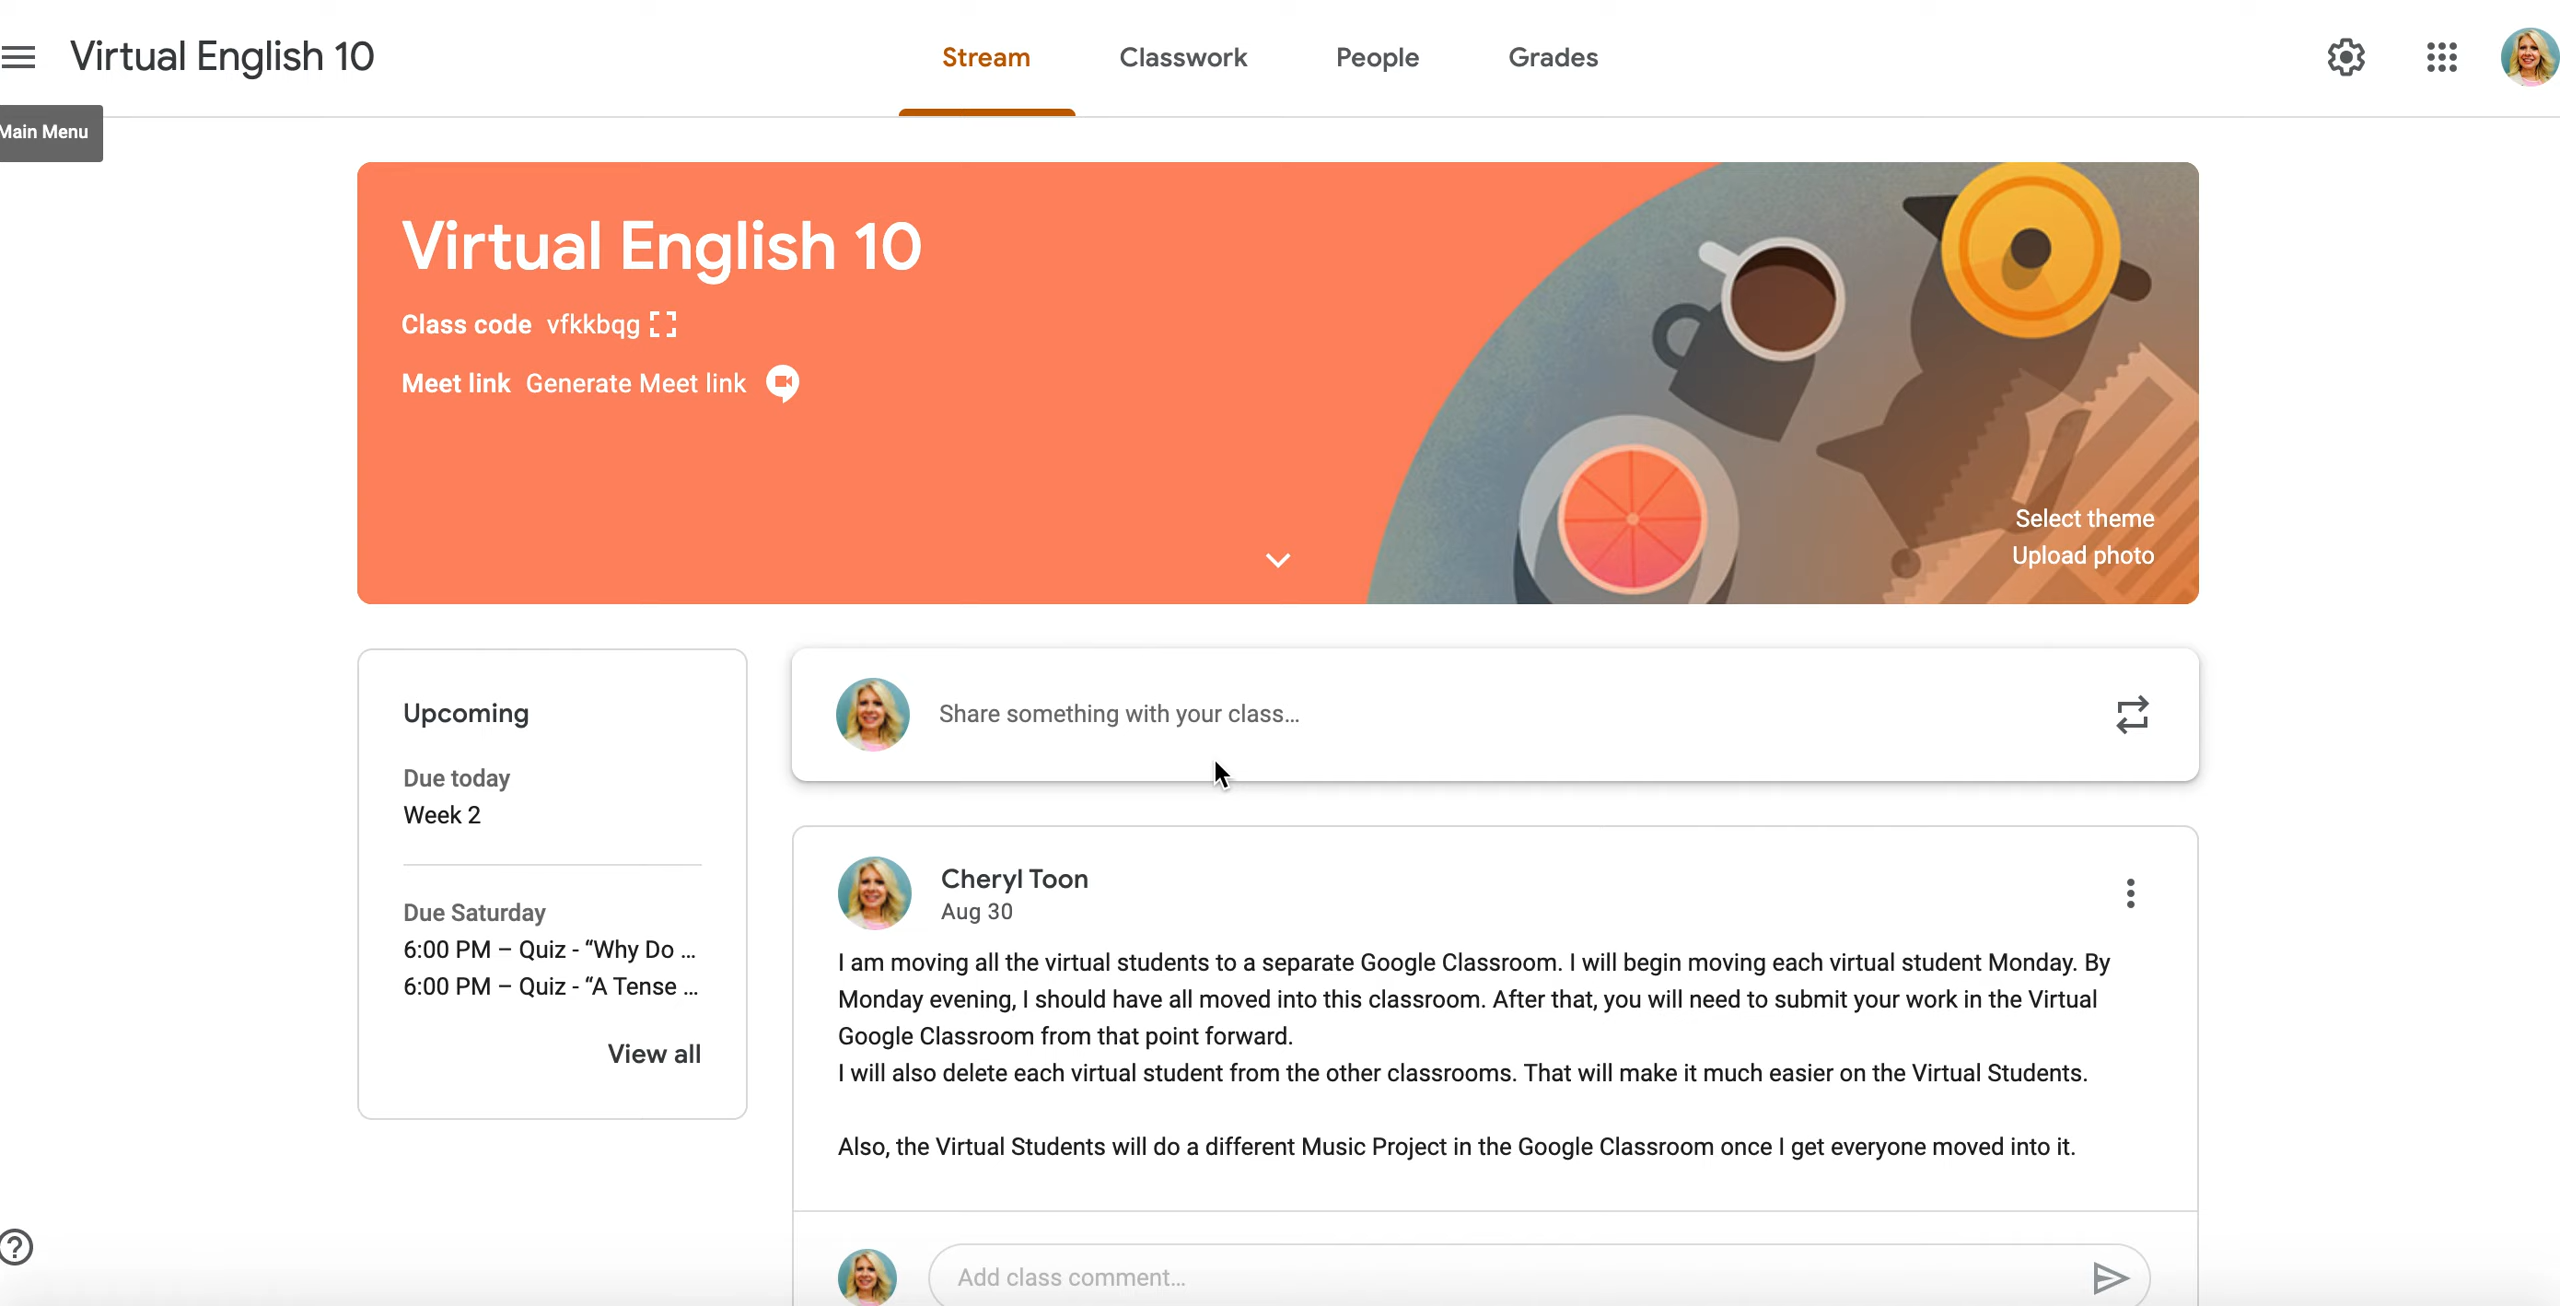 Virtual English 10
Stream
Classwork
People
Grades
Main Menu
Virtual English 10
Class code vfkkbqg
Meet link Generate Meet link
Select theme
Upload photo
Upcoming
Due today
Week 2
Due Saturday
6:00 PM – Quiz - “Why Do ...
6:00 PM – Quiz - “A Tense ...
View all
Share something with your class...
Cheryl Toon
Aug 30
I am moving all the virtual students to a separate Google Classroom. I will begin moving each virtual student Monday. By
Monday evening, I should have all moved into this classroom. After that, you will need to submit your work in the Virtual
Google Classroom from that point forward.
I will also delete each virtual student from the other classrooms. That will make it much easier on the Virtual Students.
Also, the Virtual Students will do a different Music Project in the Google Classroom once I get everyone moved into it.
Add class comment...